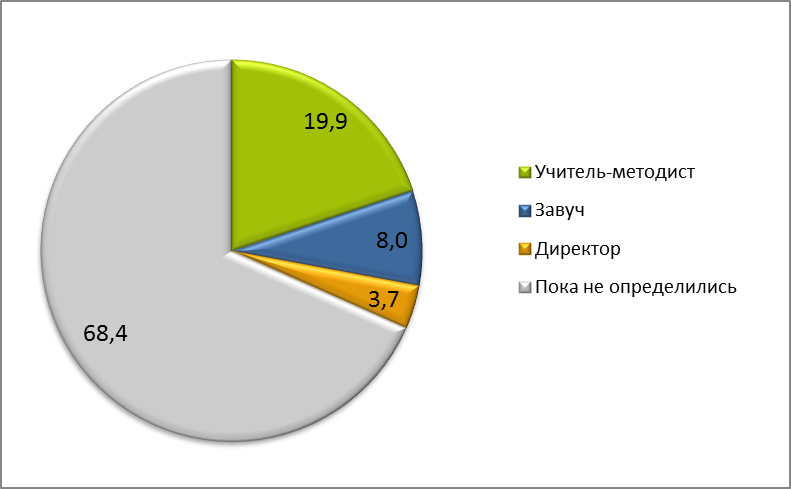 19,9
8,0
3,7
68,4
Учитель-методист
Завуч
Директор
Пока не определились